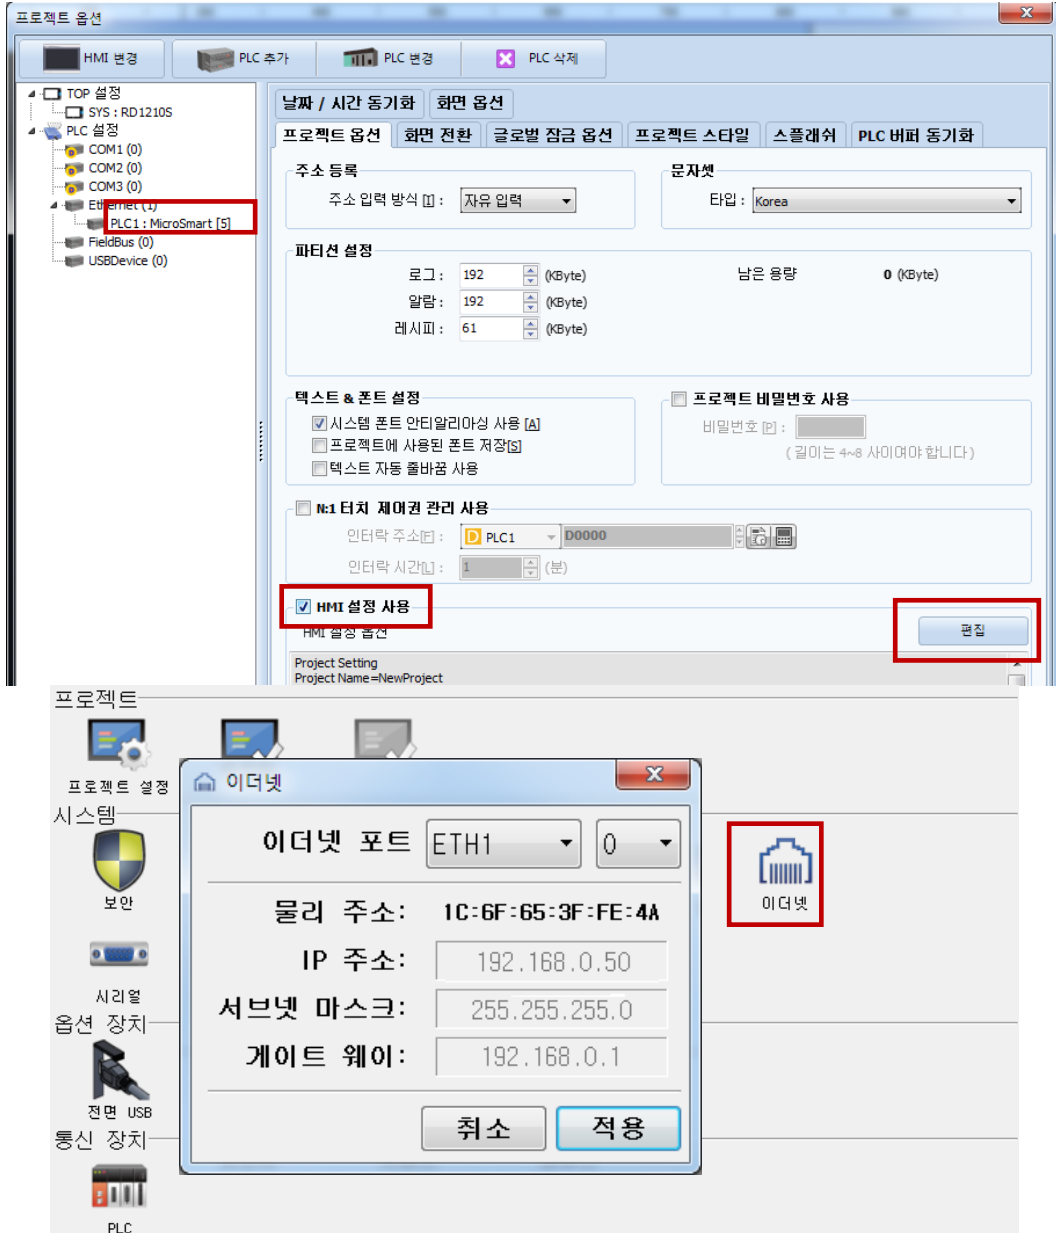 프로젝트 옵션
HMI 변경
PLC 추가
PLC 변경
PLC 삭제
TOP 설정
SYS : RD1210S
PLC 설정
COM1 (0)
COM2 (0)
COM3 (0)
Ethernet (1)
PLC1 : MicroSmart [5]
FieldBus (0)
USBDevice (0)
날짜 / 시간 동기화
화면 옵션
프로젝트 옵션
화면 전환
글로벌 잠금 옵션
프로젝트 스타일
스플래쉬
PLC 버퍼 동기화
주소 등록
주소 입력 방식 [I] :
자유 입력
문자셋
타입 :
Korea
파티션 설정
로그 :
192
(KByte)
남은 용량
0 (KByte)
알람 :
192
(KByte)
레시피 :
61
(KByte)
텍스트 & 폰트 설정
시스템 폰트 안티알리아싱 사용 [A]
프로젝트에 사용된 폰트 저장[S]
텍스트 자동 줄바꿈 사용
프로젝트 비밀번호 사용
비밀번호 [P] :
( 길이는 4~8 사이여야 합니다 )
N:1 터치 제어권 관리 사용
인터락 주소[F] :
D PLC1
D0000
인터락 시간[L] :
1
(분)
HMI 설정 사용
HMI 설정 옵션
편집
Project Setting
Project Name=NewProject
프로젝트
프로젝트 설정
시스템
보안
시리얼
옵션 장치
전면 USB
통신 장치
PLC
이더넷
이더넷 포트
ETH1
0
물리 주소:
1C:6F:65:3F:FE:4A
IP 주소:
192.168.0.50
서브넷 마스크:
255.255.255.0
게이트 웨이:
192.168.0.1
취소
적용
이더넷